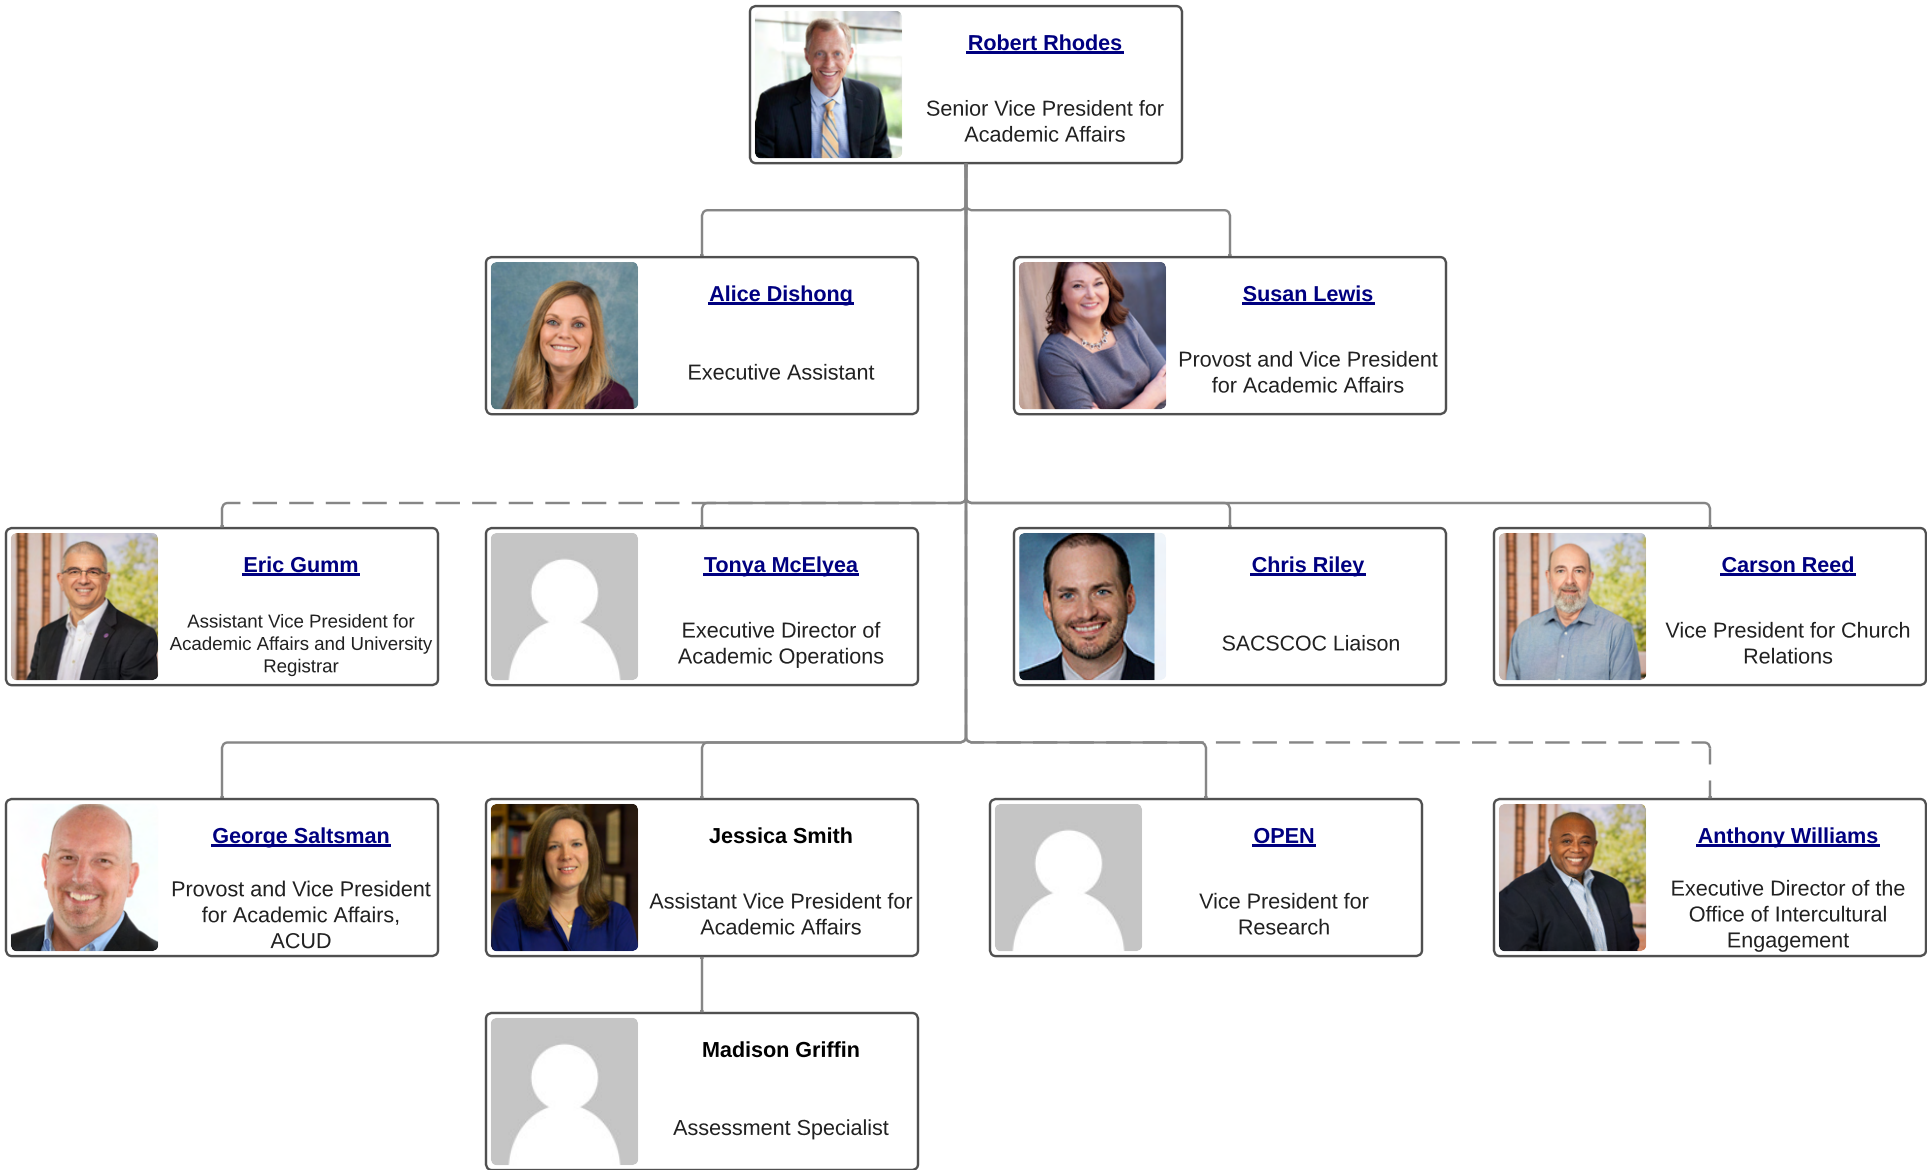 Robert Rhodes
Senior Vice President for
Academic Affairs
Alice Dishong
Executive Assistant
Susan Lewis
Provost and Vice President
for Academic Affairs
Eric Gumm
Assistant Vice President for
Academic Affairs and University
Registrar
Tonya McElyea
Executive Director of
Academic Operations
Chris Riley
SACSCOC Liaison
Carson Reed
Vice President for Church
Relations
George Saltsman
Provost and Vice President
for Academic Affairs,
ACUD
Jessica Smith
Assistant Vice President for
Academic Affairs
OPEN
Vice President for
Research
Anthony Williams
Executive Director of the
Office of Intercultural
Engagement
Madison Griffin
Assessment Specialist